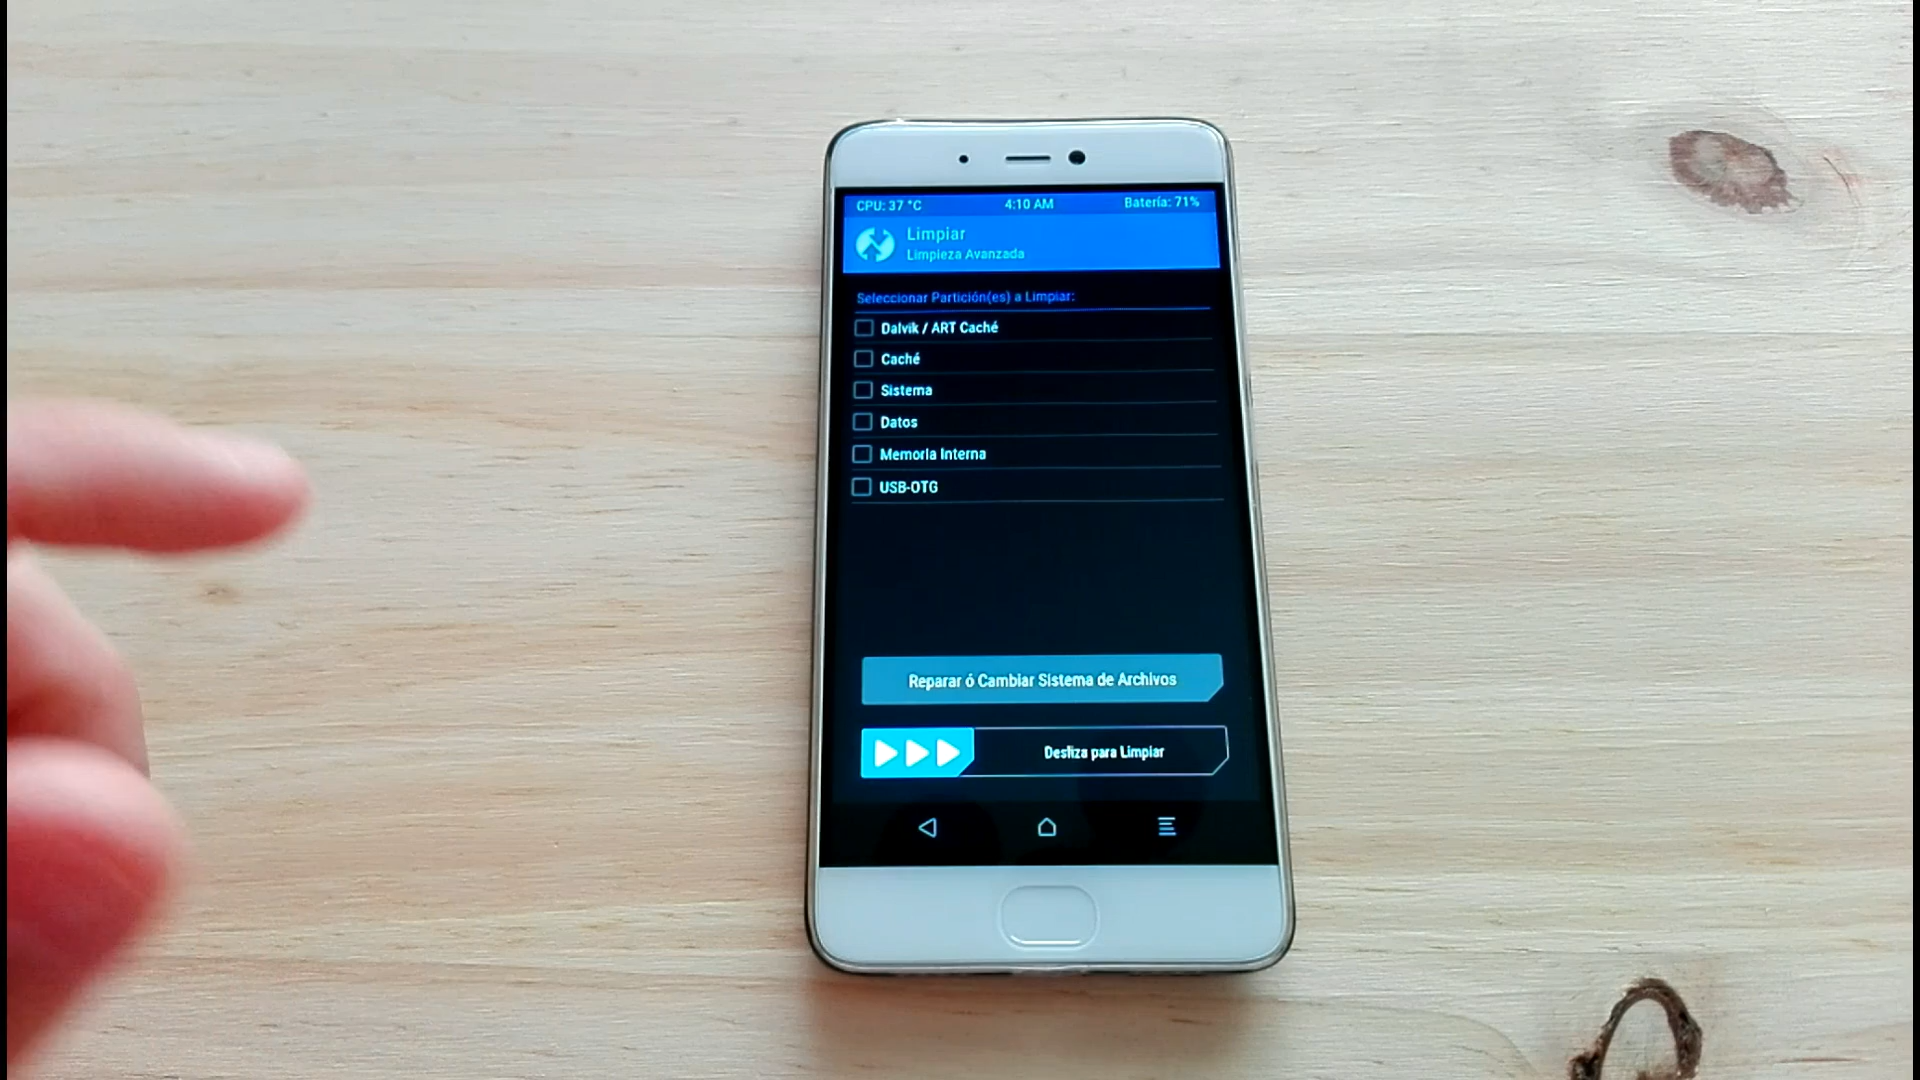 CPU: 37 °C 4:10 AM Batería: 71%
Limpiar
Limpieza Avanzada
Seleccionar Partición(es) a Limpiar:
Dalvik / ART Caché
Caché
Sistema
Datos
Memoria Interna
USB-OTG
Reparar ó Cambiar Sistema de Archivos
Desliza para Limpiar